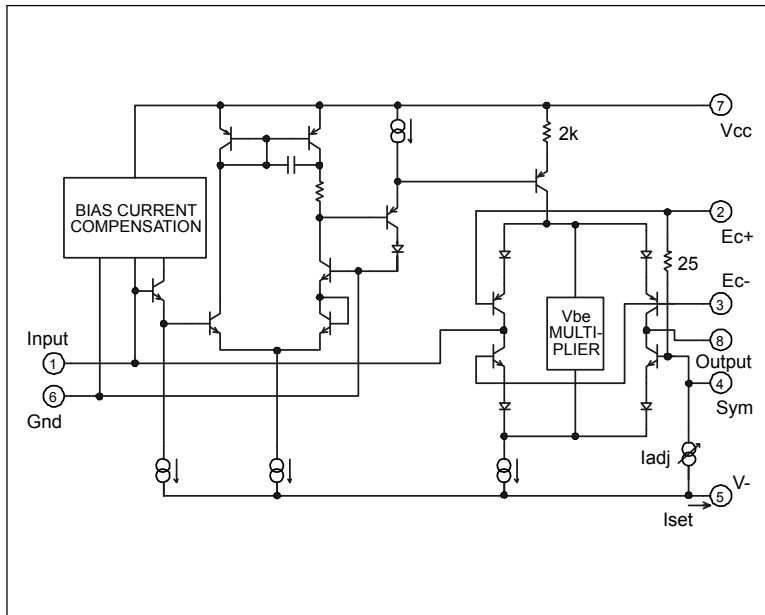 7
Vcc
2k
BIAS CURRENT
COMPENSATION
2
Ec+
25
Ec-
3
Vbe
MULTI-
PLIER
8
Output
Input
1
6
Gnd
4
Sym
Iadj
V-
5
Iset